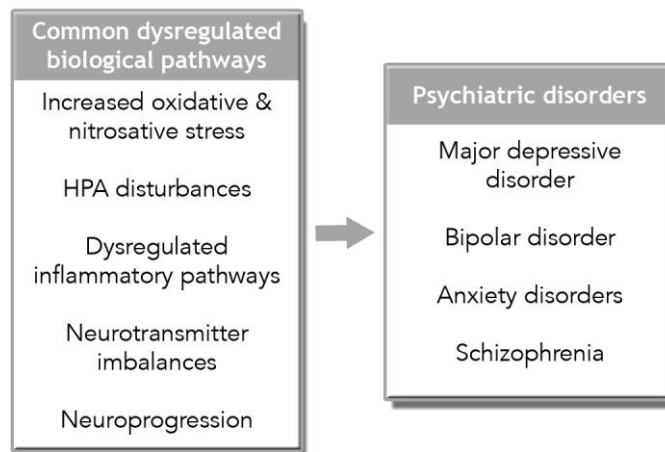 Common dysregulated
biological pathways
Increased oxidative &
nitrosative stress
HPA disturbances
Dysregulated
inflammatory pathways
Neurotransmitter
imbalances
Neuroprogression
Psychiatric disorders
Major depressive
disorder
Bipolar disorder
Anxiety disorders
Schizophrenia